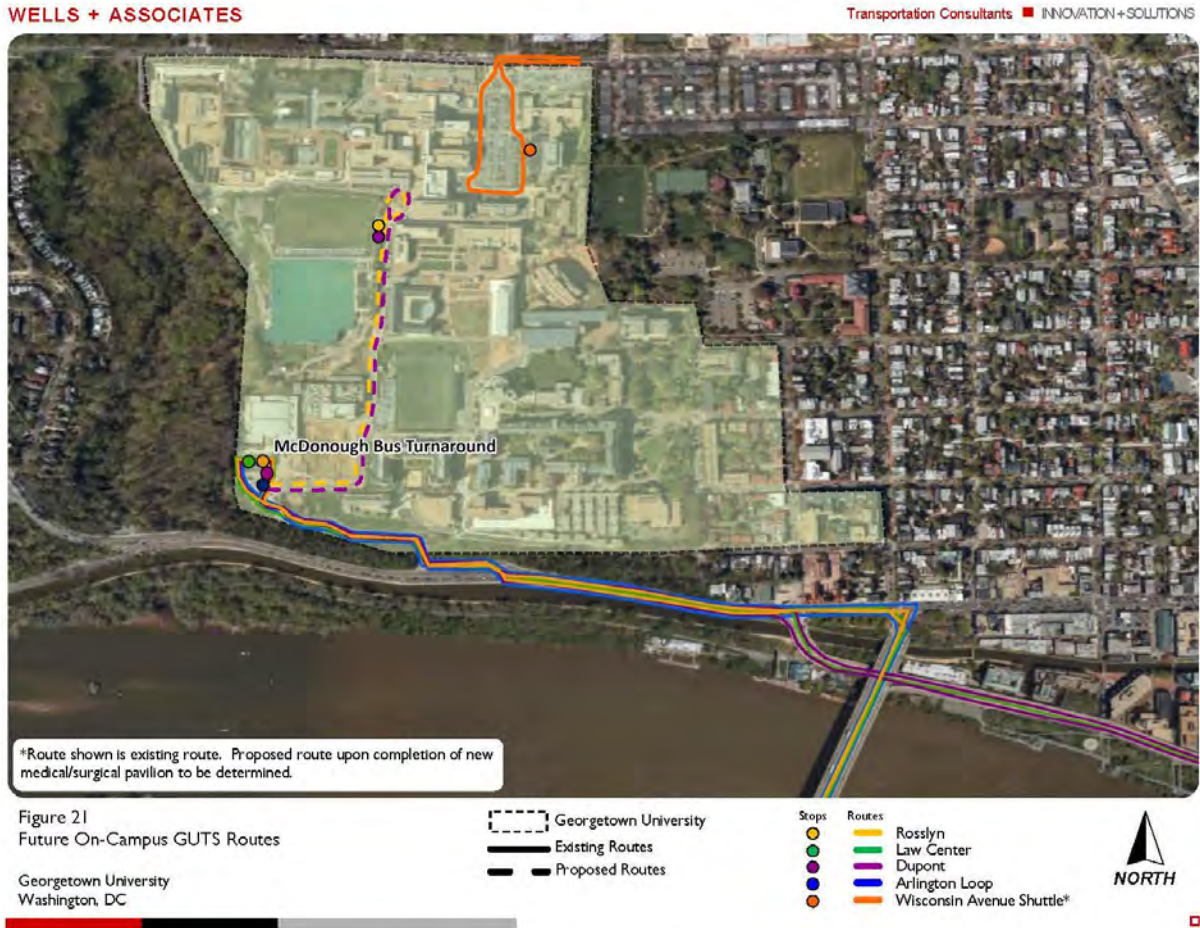 WELLS + ASSOCIATES
Transportation Consultants INNOVATION + SOLUTIONS
McDonough Bus Turnaround
*Route shown is existing route. Proposed route upon completion of new
medical/surgical pavilion to be determined.
Figure 21
Future On-Campus GUTS Routes
Georgetown University
Washington, DC
Georgetown University
Existing Routes
Proposed Routes
Stops Routes
Rosslyn
Law Center
Dupont
Arlington Loop
Wisconsin Avenue Shuttle*
NORTH